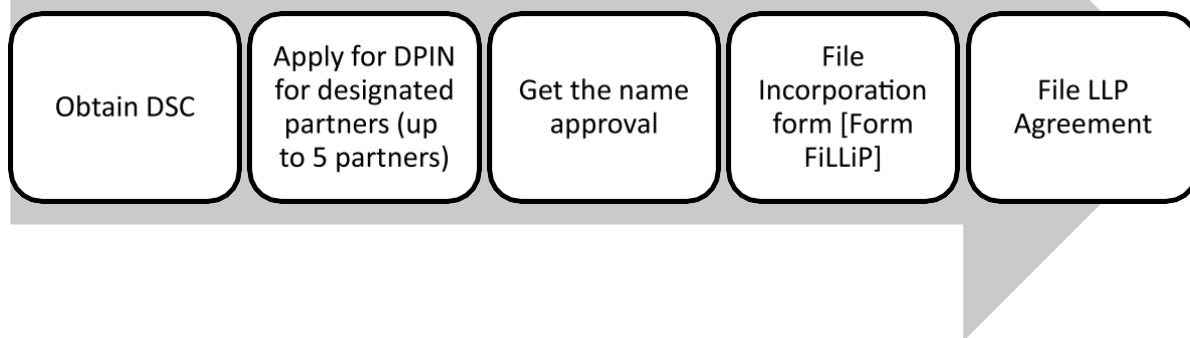 Obtain DSC
Apply for DPIN
for designated
partners (up
to 5 partners)
Get the name
approval
File
Incorporation
form [Form
FiLLiP]
File LLP
Agreement